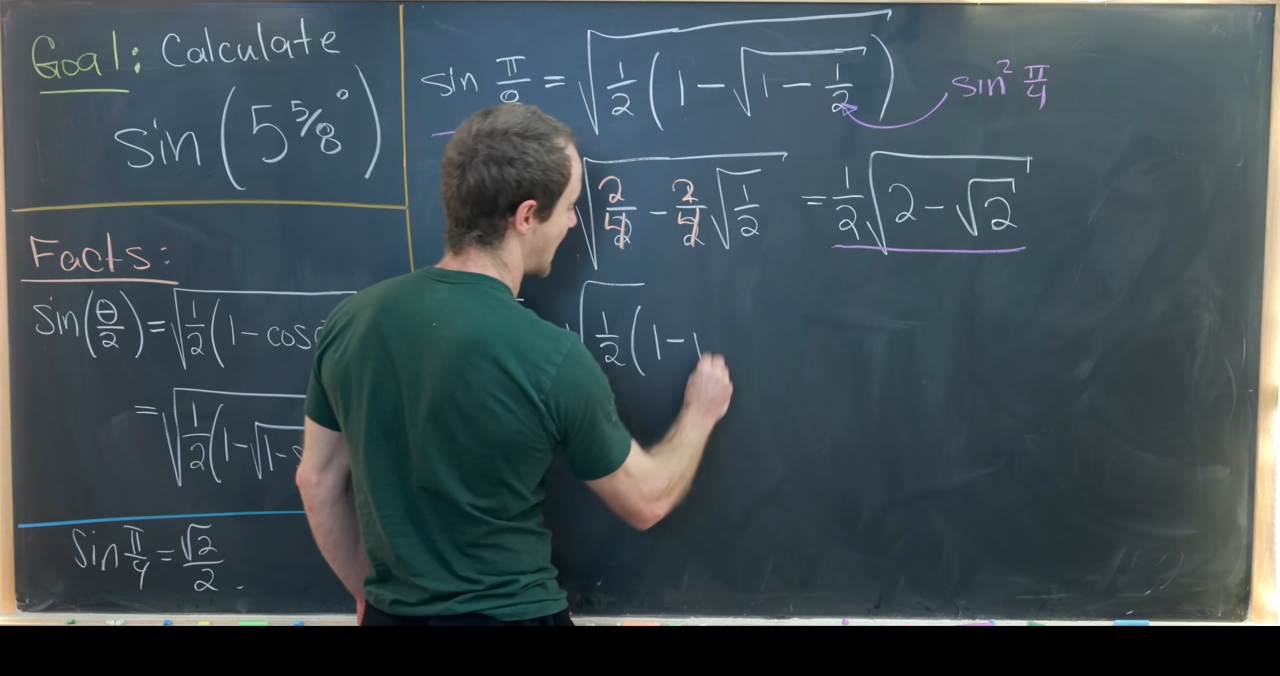 Goal: Calculate
sin(5 5/8°)
Facts:
sin(θ/2) = √(1/2(1 - cos
= √(1/2(1 - √(1 - s
sin π/4 = √2/2.
sin π/8 = √(1/2(1 - √(1 - 1/2))) sin² π/4
√(2/4 - 2/4 √(1/2)) = 1/2 √(2 - √2)
√(1/2(1 -